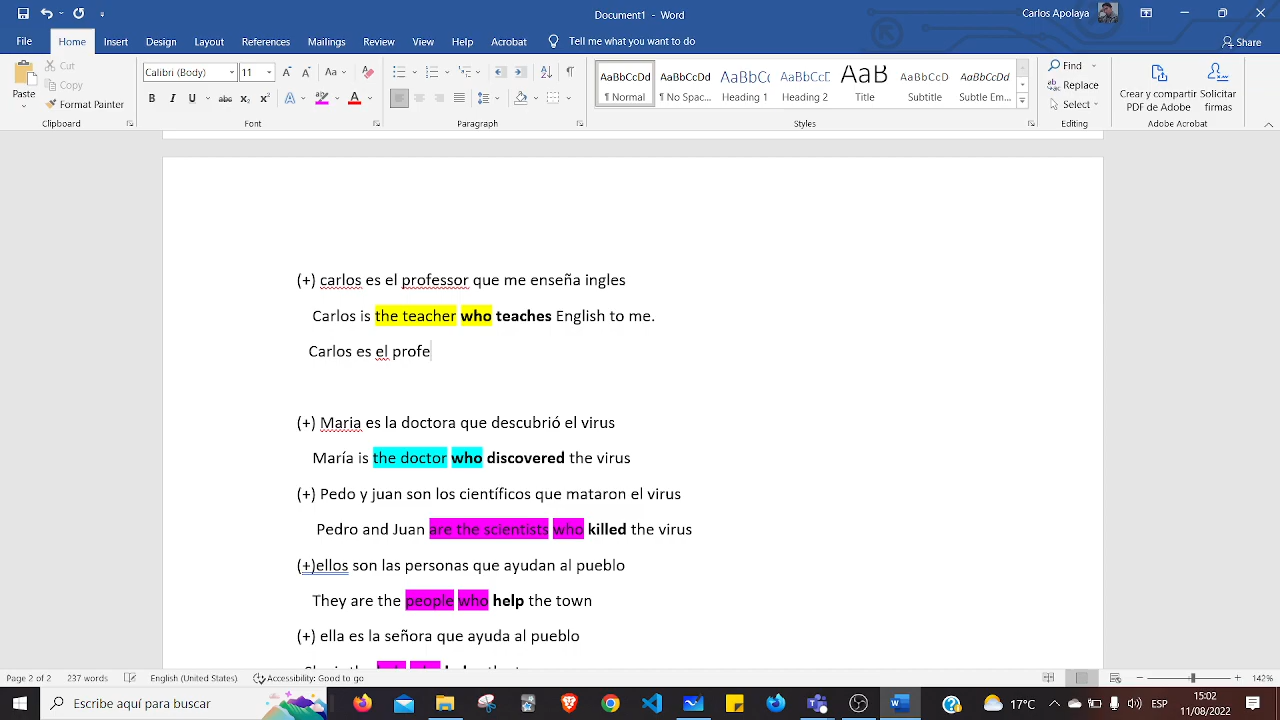 Document1 - Word
Carlos Apolaya
File Home Insert Design Layout References Mailings Review View Help Acrobat Tell me what you want to do Share
Paste
Cut
Copy
Format Painter
Clipboard
Calibri (Body) 11
Font
Paragraph
AaBbCcDd AaBbCcDd AaBbC( AaBbCcI AaB AaBbCcD AaBbCcDd
¶ Normal ¶ No Spac... Heading 1 Heading 2 Title Subtitle Subtle Em...
Styles
Find
Replace
Select
Editing
Crear y compartir PDF de Adobe
Solicitar firmas
Adobe Acrobat
(+) carlos es el professor que me enseña ingles
Carlos is the teacher who teaches English to me.
Carlos es el profe
(+) Maria es la doctora que descubrió el virus
María is the doctor who discovered the virus
(+) Pedo y juan son los científicos que mataron el virus
Pedro and Juan are the scientists who killed the virus
(+)ellos son las personas que ayudan al pueblo
They are the people who help the town
(+) ella es la señora que ayuda al pueblo
Page 2 of 2 237 words English (United States) Accessibility: Good to go 142%
Escribe aquí para buscar
17°C
15:02
11/08/2022